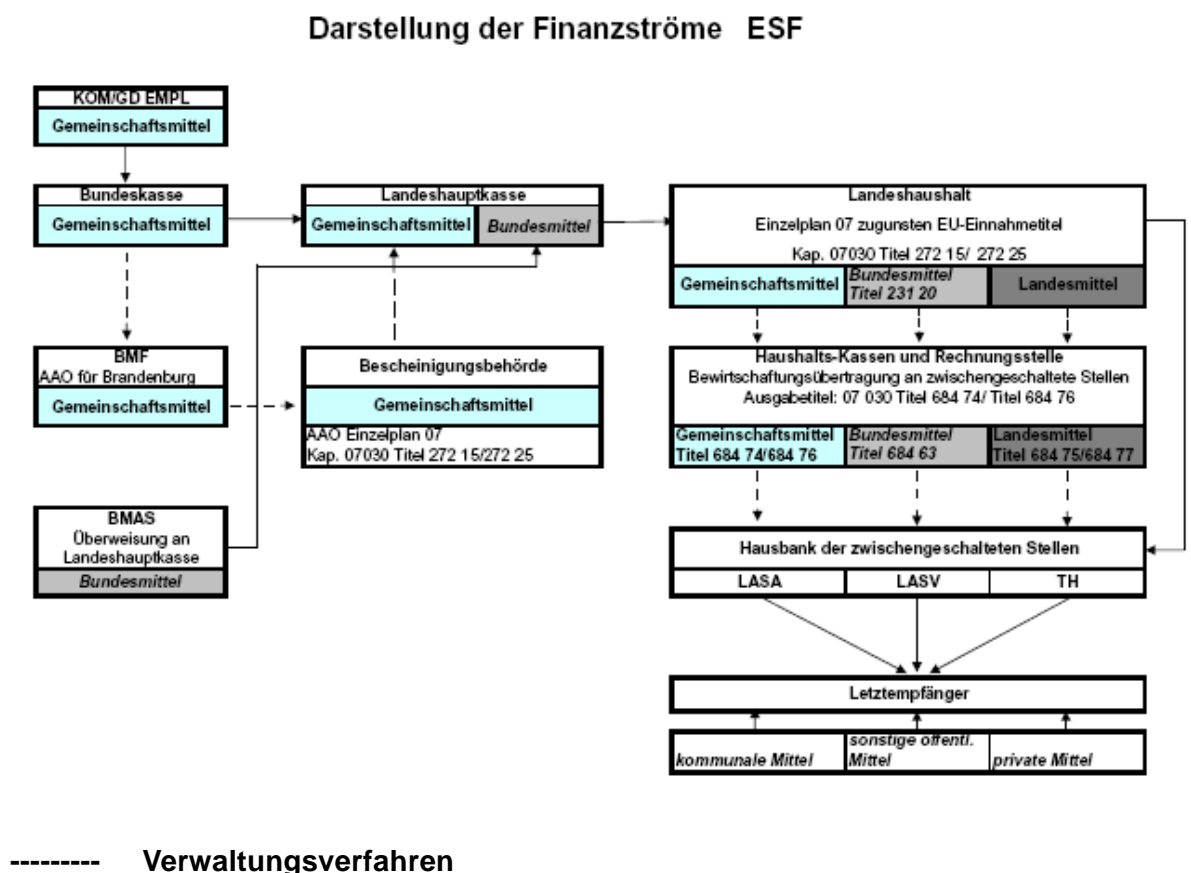 Darstellung der Finanzströme ESF
KOM/GD EMPL
Gemeinschaftsmittel
Bundeskasse
Gemeinschaftsmittel
Landeshauptkasse
Gemeinschaftsmittel
Bundesmittel
Landeshaushalt
Einzelplan 07 zugunsten EU-Einnahmetitel
Kap. 07030 Titel 272 15/ 272 25
Gemeinschaftsmittel
Bundesmittel
Titel 231 20
Landesmittel
BMF
AAO für Brandenburg
Gemeinschaftsmittel
Bescheinigungsbehörde
Gemeinschaftsmittel
AAO Einzelplan 07
Kap. 07030 Titel 272 15/272 25
Haushalts-Kassen und Rechnungsstelle
Bewirtschaftungsübertragung an zwischengeschaltete Stellen
Ausgabetitel: 07 030 Titel 684 74/ Titel 684 76
Gemeinschaftsmittel
Titel 684 74/684 76
Bundesmittel
Titel 684 63
Landesmittel
Titel 684 75/684 77
BMAS
Überweisung an
Landeshauptkasse
Bundesmittel
Hausbank der zwischengeschalteten Stellen
LASA
LASV
TH
Letztempfänger
kommunale Mittel
sonstige öffentl.
Mittel
private Mittel
--------- Verwaltungsverfahren